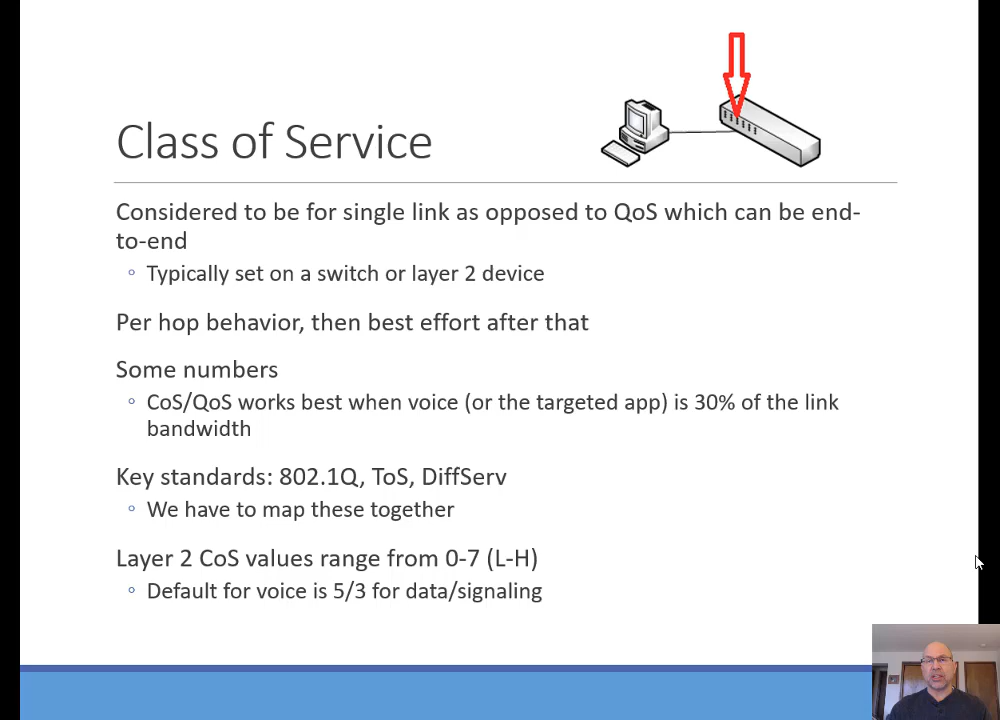 Class of Service
Considered to be for single link as opposed to QoS which can be end-
to-end
Typically set on a switch or layer 2 device
Per hop behavior, then best effort after that
Some numbers
CoS/QoS works best when voice (or the targeted app) is 30% of the link
bandwidth
Key standards: 802.1Q, ToS, DiffServ
We have to map these together
Layer 2 CoS values range from 0-7 (L-H)
Default for voice is 5/3 for data/signaling